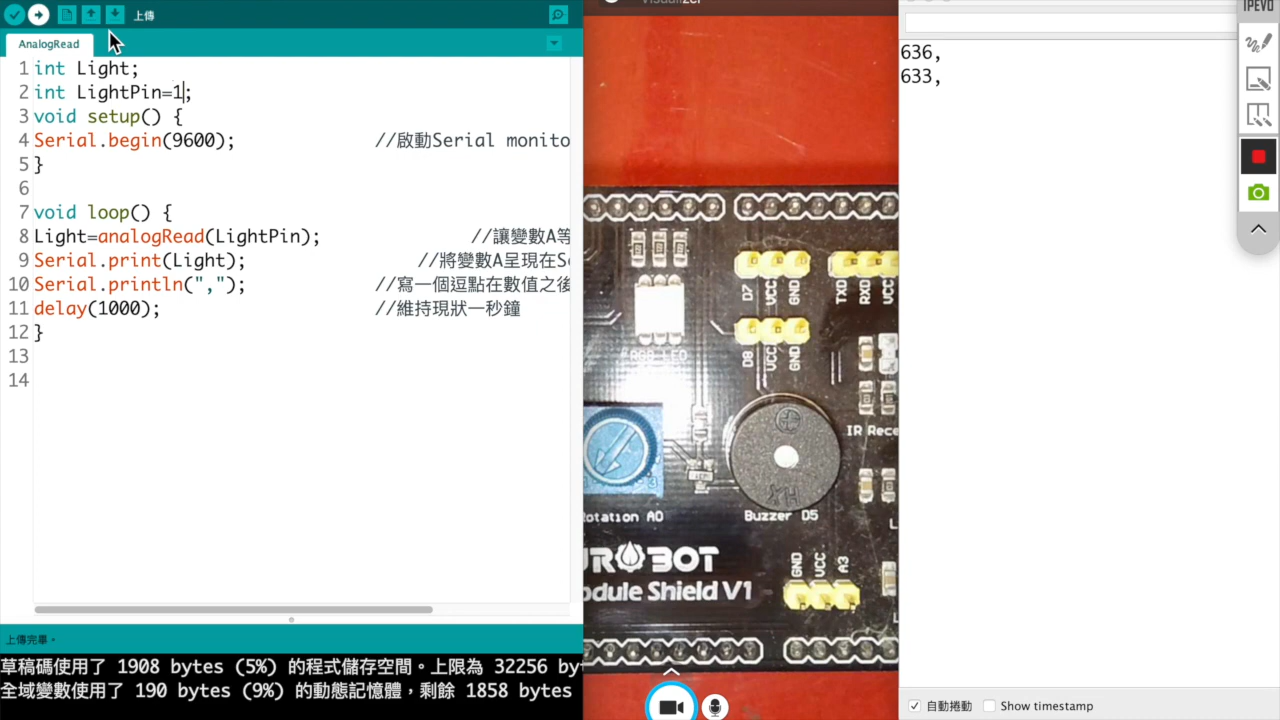 上傳
AnalogRead
1 int Light;
2 int LightPin=1;
3 void setup() {
4 Serial.begin(9600); //啟動Serial monito
5 }
6
7 void loop() {
8 Light=analogRead(LightPin); //讓變數A等
9 Serial.print(Light); //將變數A呈現在Se
10 Serial.println(","); //寫一個逗點在數值之後
11 delay(1000); //維持現狀一秒鐘
12 }
13
14
上傳完畢。
草稿碼使用了 1908 bytes (5%) 的程式儲存空間。上限為 32256 by
全域變數使用了 190 bytes (9%) 的動態記憶體，剩餘 1858 bytes
D7
VCC
GND
TXD
RXD
VCC
RGB LED
D8
VCC
GND
IR Rece
Rotation A0
Buzzer D5
GND
VCC
A3
odule Shield V1
IPEVO
636,
633,
自動捲動
Show timestamp